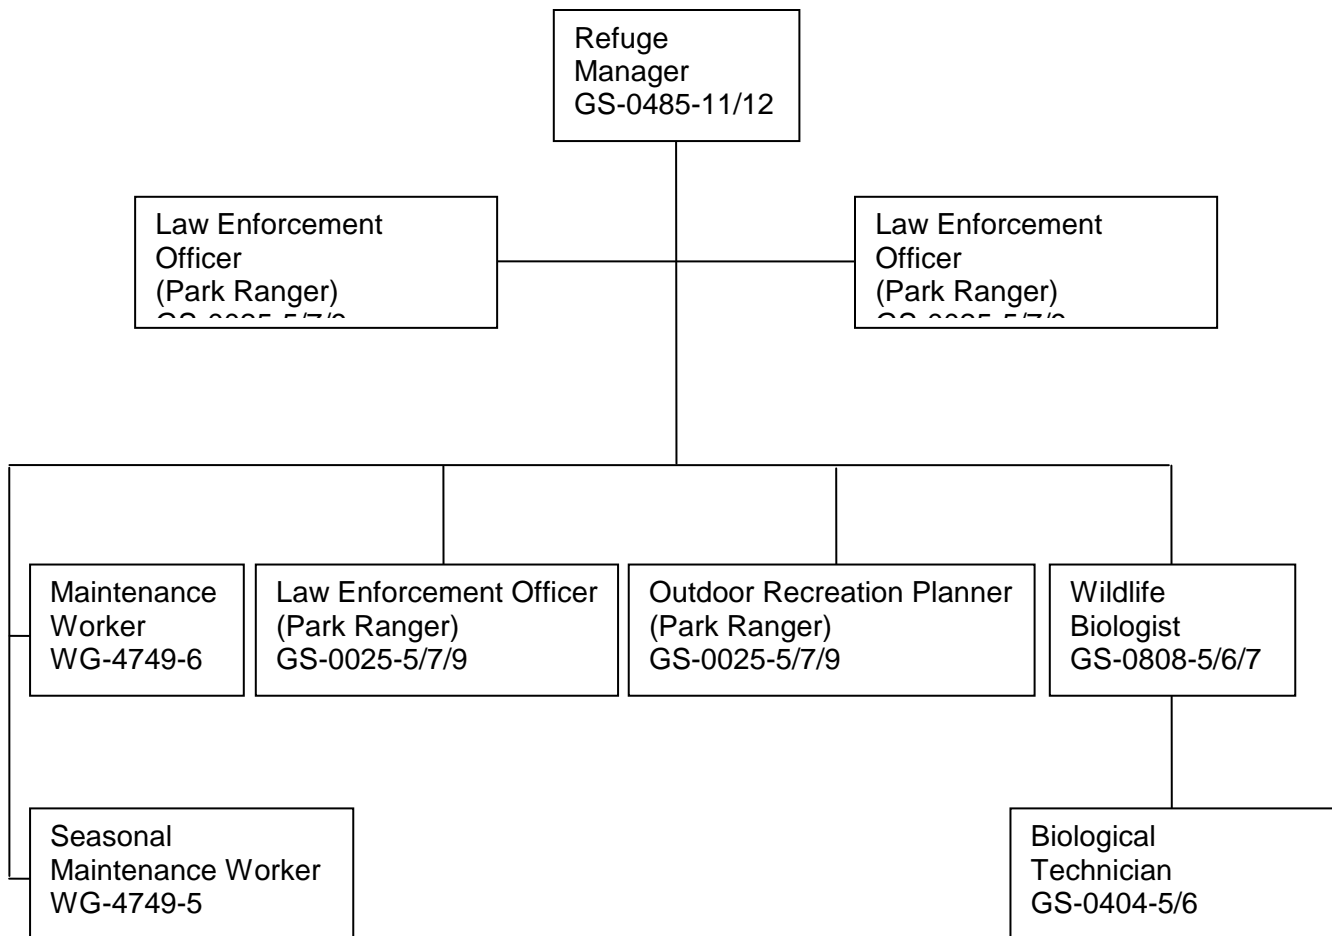 Refuge
Manager
GS-0485-11/12
Law Enforcement
Officer
(Park Ranger)
Law Enforcement
Officer
(Park Ranger)
Maintenance
Worker
WG-4749-6
Law Enforcement Officer
(Park Ranger)
GS-0025-5/7/9
Outdoor Recreation Planner
(Park Ranger)
GS-0025-5/7/9
Wildlife
Biologist
GS-0808-5/6/7
Seasonal
Maintenance Worker
WG-4749-5
Biological
Technician
GS-0404-5/6